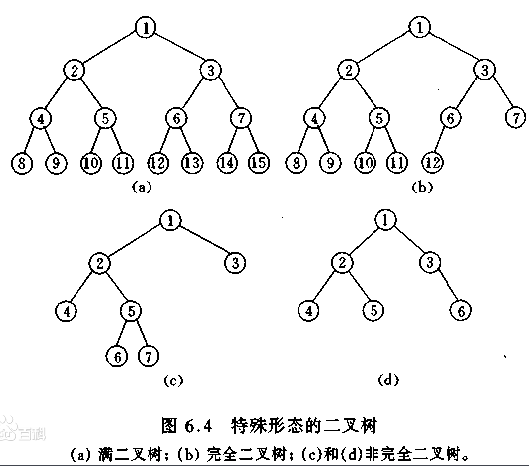 1 1
2 3 2 3
4 5 6 7 4 5 6 7
8 9 10 11 12 13 14 15 8 9 10 11 12
(a) (b)
1 1
2 3 2 3
4 5 4 5 6
6 7
(c) (d)
百科
图 6.4 特殊形态的二叉树
(a) 满二叉树；(b) 完全二叉树；(c)和(d)非完全二叉树。